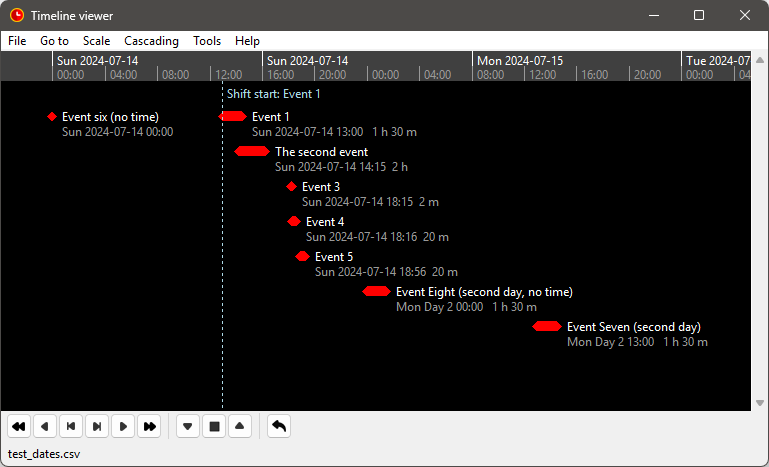 Timeline viewer
File Go to Scale Cascading Tools Help
Sun 2024-07-14 Sun 2024-07-14 Mon 2024-07-15 Tue 2024-07
00:00 04:00 08:00 12:00 16:00 20:00 00:00 04:00 08:00 12:00 16:00 20:00 00:00 04
Shift start: Event 1
Event six (no time) Event 1
Sun 2024-07-14 00:00 Sun 2024-07-14 13:00 1 h 30 m
The second event
Sun 2024-07-14 14:15 2 h
Event 3
Sun 2024-07-14 18:15 2 m
Event 4
Sun 2024-07-14 18:16 20 m
Event 5
Sun 2024-07-14 18:56 20 m
Event Eight (second day, no time)
Mon Day 2 00:00 1 h 30 m
Event Seven (second day)
Mon Day 2 13:00 1 h 30 m
test_dates.csv